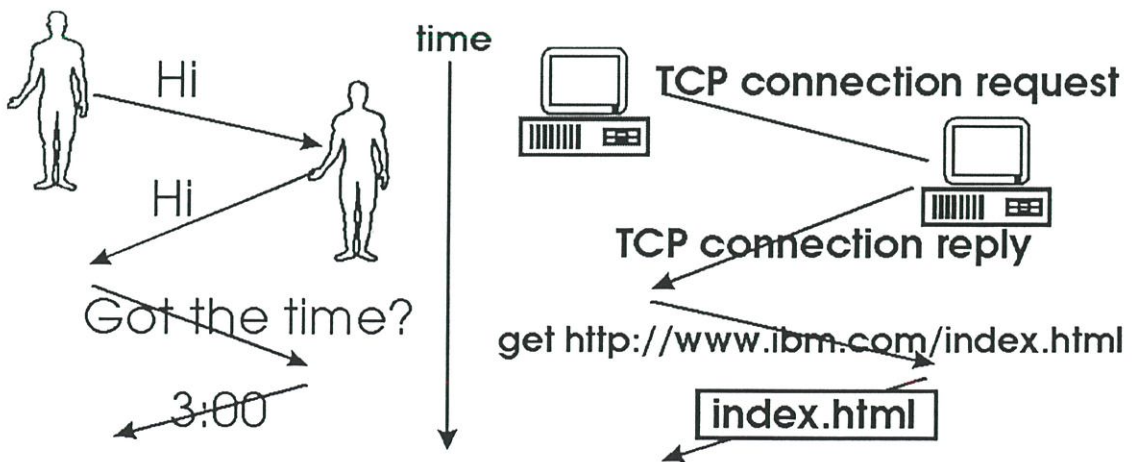 time
Hi
TCP connection request
Hi
TCP connection reply
Got the time?
get http://www.ibm.com/index.html
3:00
index.html